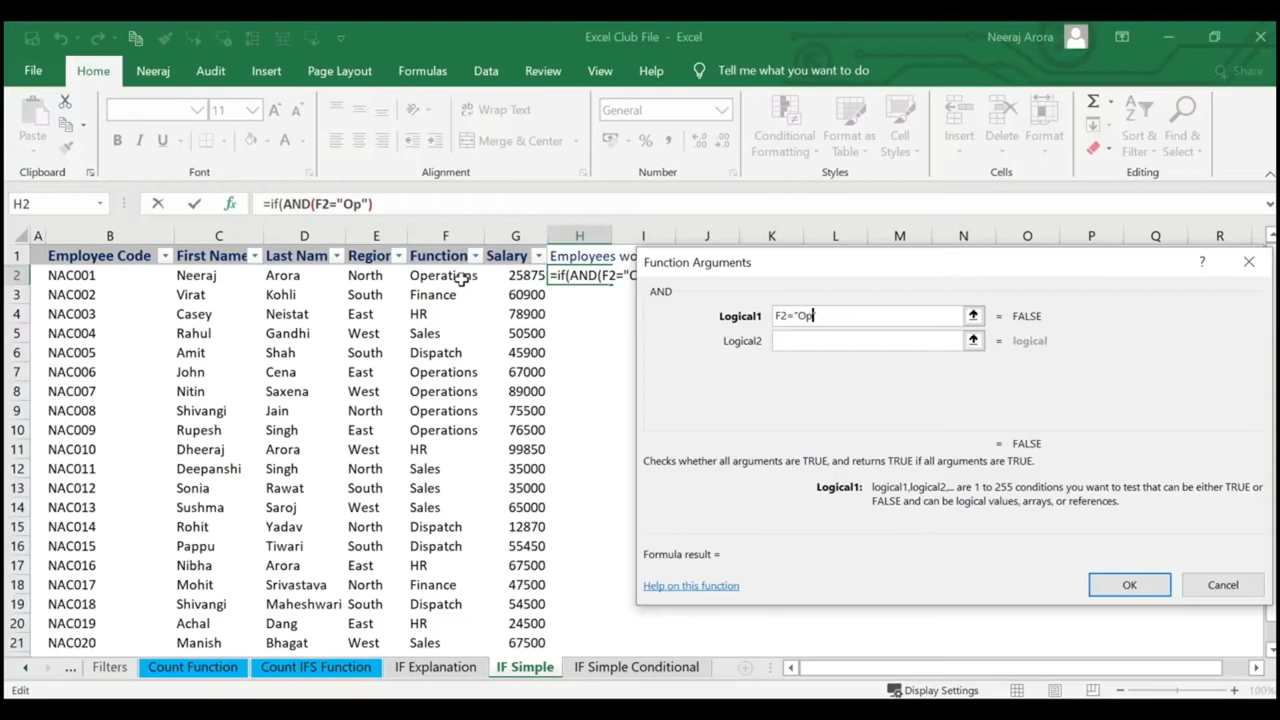 Excel Club File - Excel
Neeraj Arora
File Home Neeraj Audit Insert Page Layout Formulas Data Review View Help Tell me what you want to do Share
11 Wrap Text General
Paste B I U A Merge & Center % Conditional Formatting Format as Table Cell Styles Insert Delete Format Sort & Filter Find & Select
Clipboard Font Alignment Number Styles Cells Editing
H2 fx =if(AND(F2="Op")
A B C D E F G H I J K L M N O P Q R
1 Employee Code First Name Last Nam Region Function Salary Employees wo
2 NAC001 Neeraj Arora North Operations 25875 =if(AND(F2="O
3 NAC002 Virat Kohli South Finance 60900
4 NAC003 Casey Neistat East HR 78900
5 NAC004 Rahul Gandhi West Sales 50500
6 NAC005 Amit Shah South Dispatch 45900
7 NAC006 John Cena East Operations 67000
8 NAC007 Nitin Saxena West Operations 89000
9 NAC008 Shivangi Jain North Operations 75500
10 NAC009 Rupesh Singh East Operations 76500
11 NAC010 Dheeraj Arora West HR 99850
12 NAC011 Deepanshi Singh North Sales 35000
13 NAC012 Sonia Rawat South Sales 35000
14 NAC013 Sushma Saroj West Sales 65000
15 NAC014 Rohit Yadav North Dispatch 12870
16 NAC015 Pappu Tiwari South Dispatch 55450
17 NAC016 Nibha Arora East HR 67500
18 NAC017 Mohit Srivastava North Finance 47500
19 NAC018 Shivangi Maheshwari South Dispatch 54500
20 NAC019 Achal Dang East HR 24500
21 NAC020 Manish Bhagat West Sales 67500
Function Arguments ?
AND
Logical1 F2="Op" = FALSE
Logical2 = logical
= FALSE
Checks whether all arguments are TRUE, and returns TRUE if all arguments are TRUE.
Logical1: logical1,logical2,... are 1 to 255 conditions you want to test that can be either TRUE or
FALSE and can be logical values, arrays, or references.
Formula result =
Help on this function OK Cancel
... Filters Count Function Count IFS Function IF Explanation IF Simple IF Simple Conditional
Edit Display Settings 100%